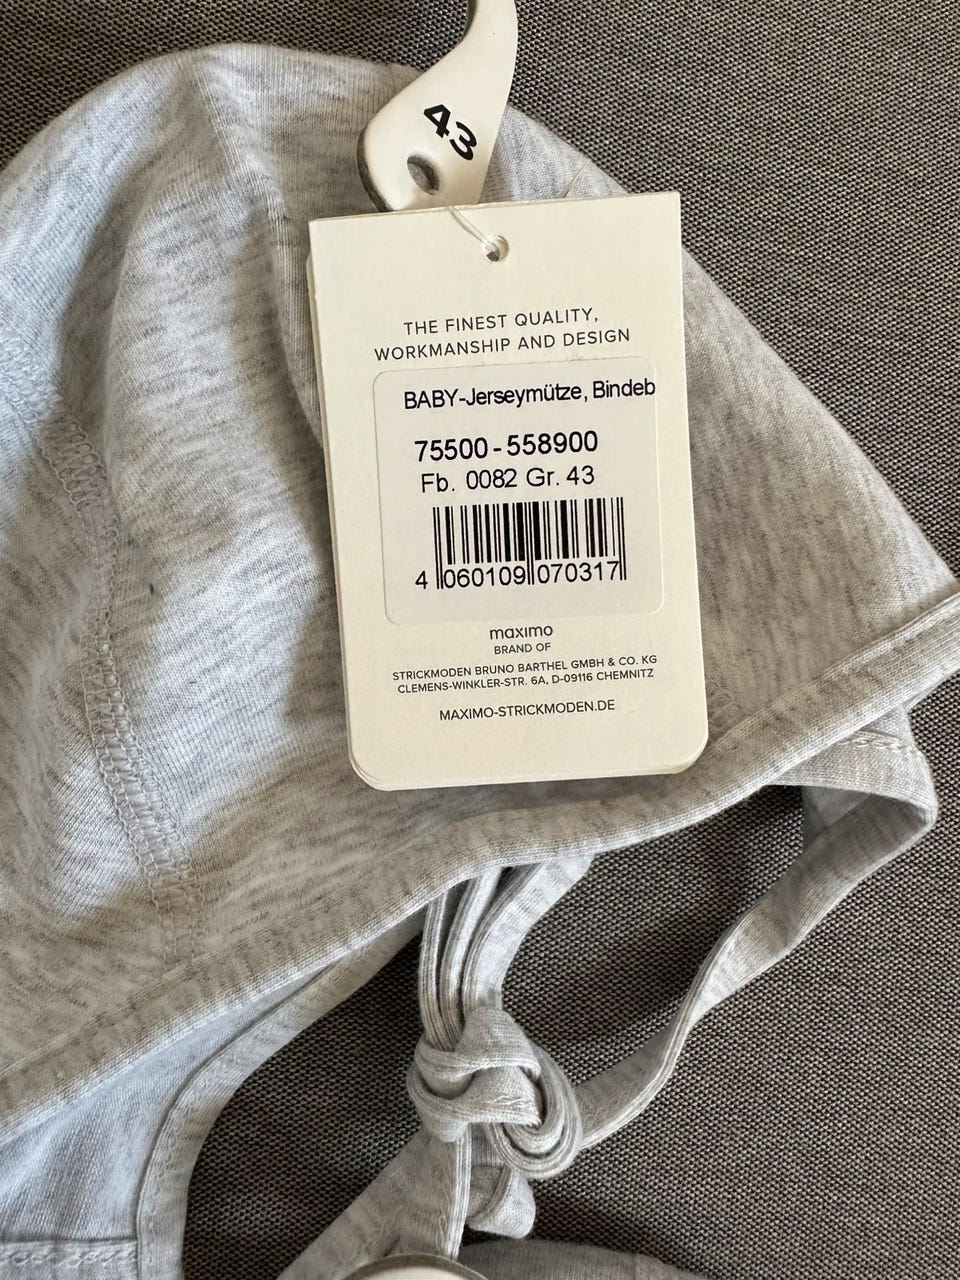 43
THE FINEST QUALITY,
WORKMANSHIP AND DESIGN
BABY-Jerseymütze, Bindeb
75500-558900
Fb. 0082 Gr. 43
4 060109 070317
maximo
BRAND OF
STRICKMODEN BRUNO BARTHEL GMBH & CO. KG
CLEMENS-WINKLER-STR. 6A, D-09116 CHEMNITZ
MAXIMO-STRICKMODEN.DE